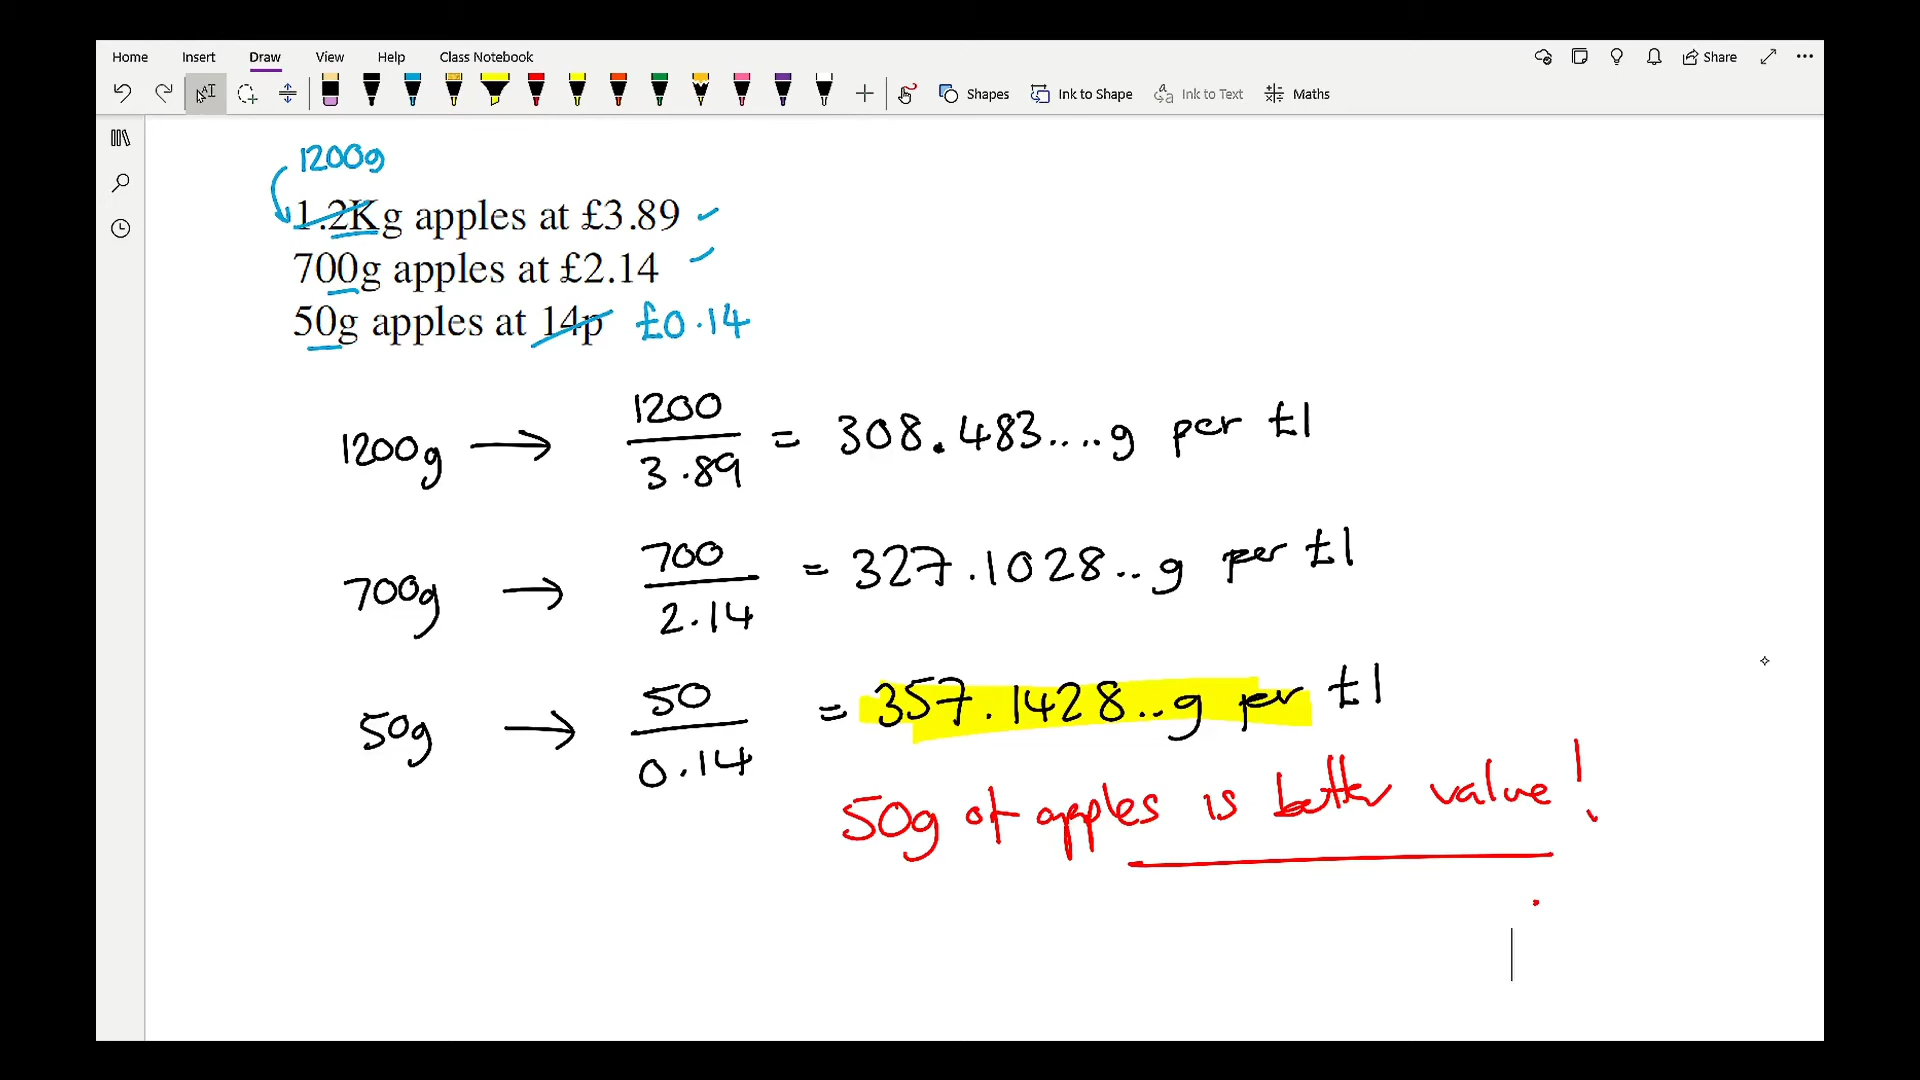 Home Insert Draw View Help Class Notebook Share
Shapes Ink to Shape Ink to Text Maths
1200g
1.2Kg apples at £3.89
700g apples at £2.14
50g apples at 14p £0.14
1200g → 1200/3.89 = 308.483....g per £1
700g → 700/2.14 = 327.1028..g per £1
50g → 50/0.14 = 357.1428..g per £1
50g of apples is better value!